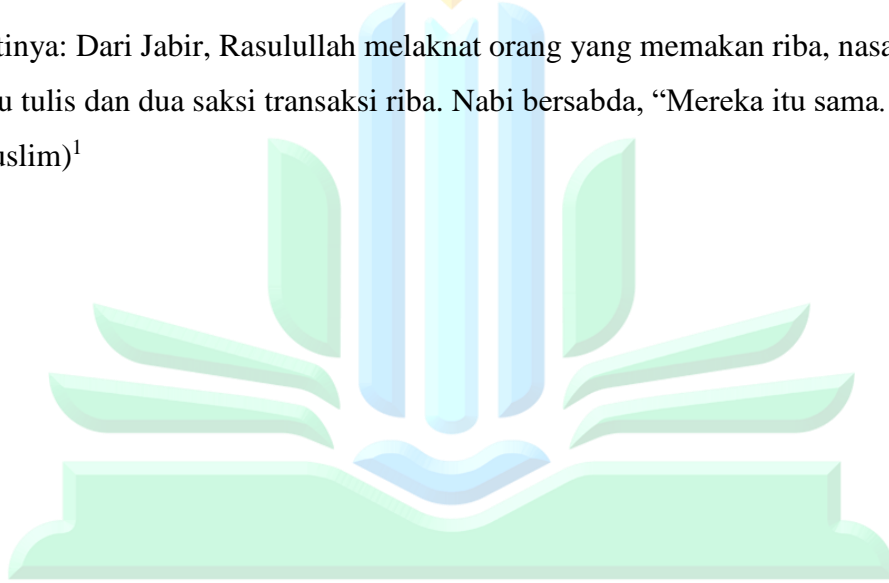 tinya: Dari Jabir, Rasulullah melaknat orang yang memakan riba, nasa
u tulis dan dua saksi transaksi riba. Nabi bersabda, “Mereka itu sama.
uslim)¹